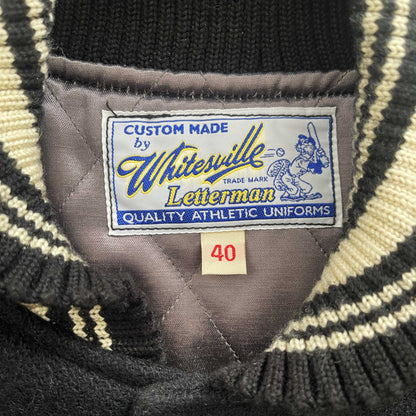 CUSTOM MADE
by
Whitesville
TRADE MARK
Letterman
QUALITY ATHLETIC UNIFORMS
40